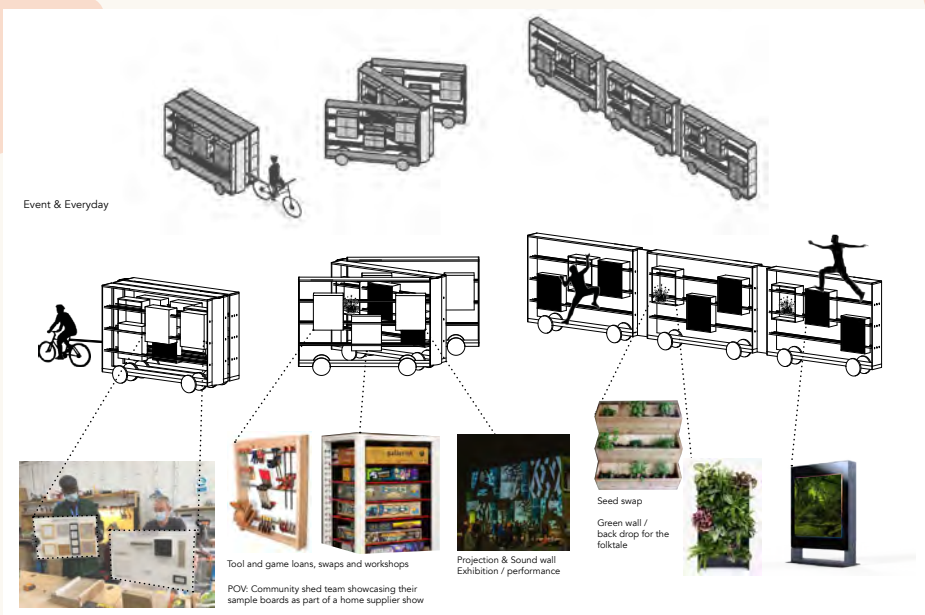 Event & Everyday
Tool and game loans, swaps and workshops
POV: Community shed team showcasing their
sample boards as part of a home supplier show
Projection & Sound wall
Exhibition / performance
Seed swap
Green wall /
back drop for the
folktale